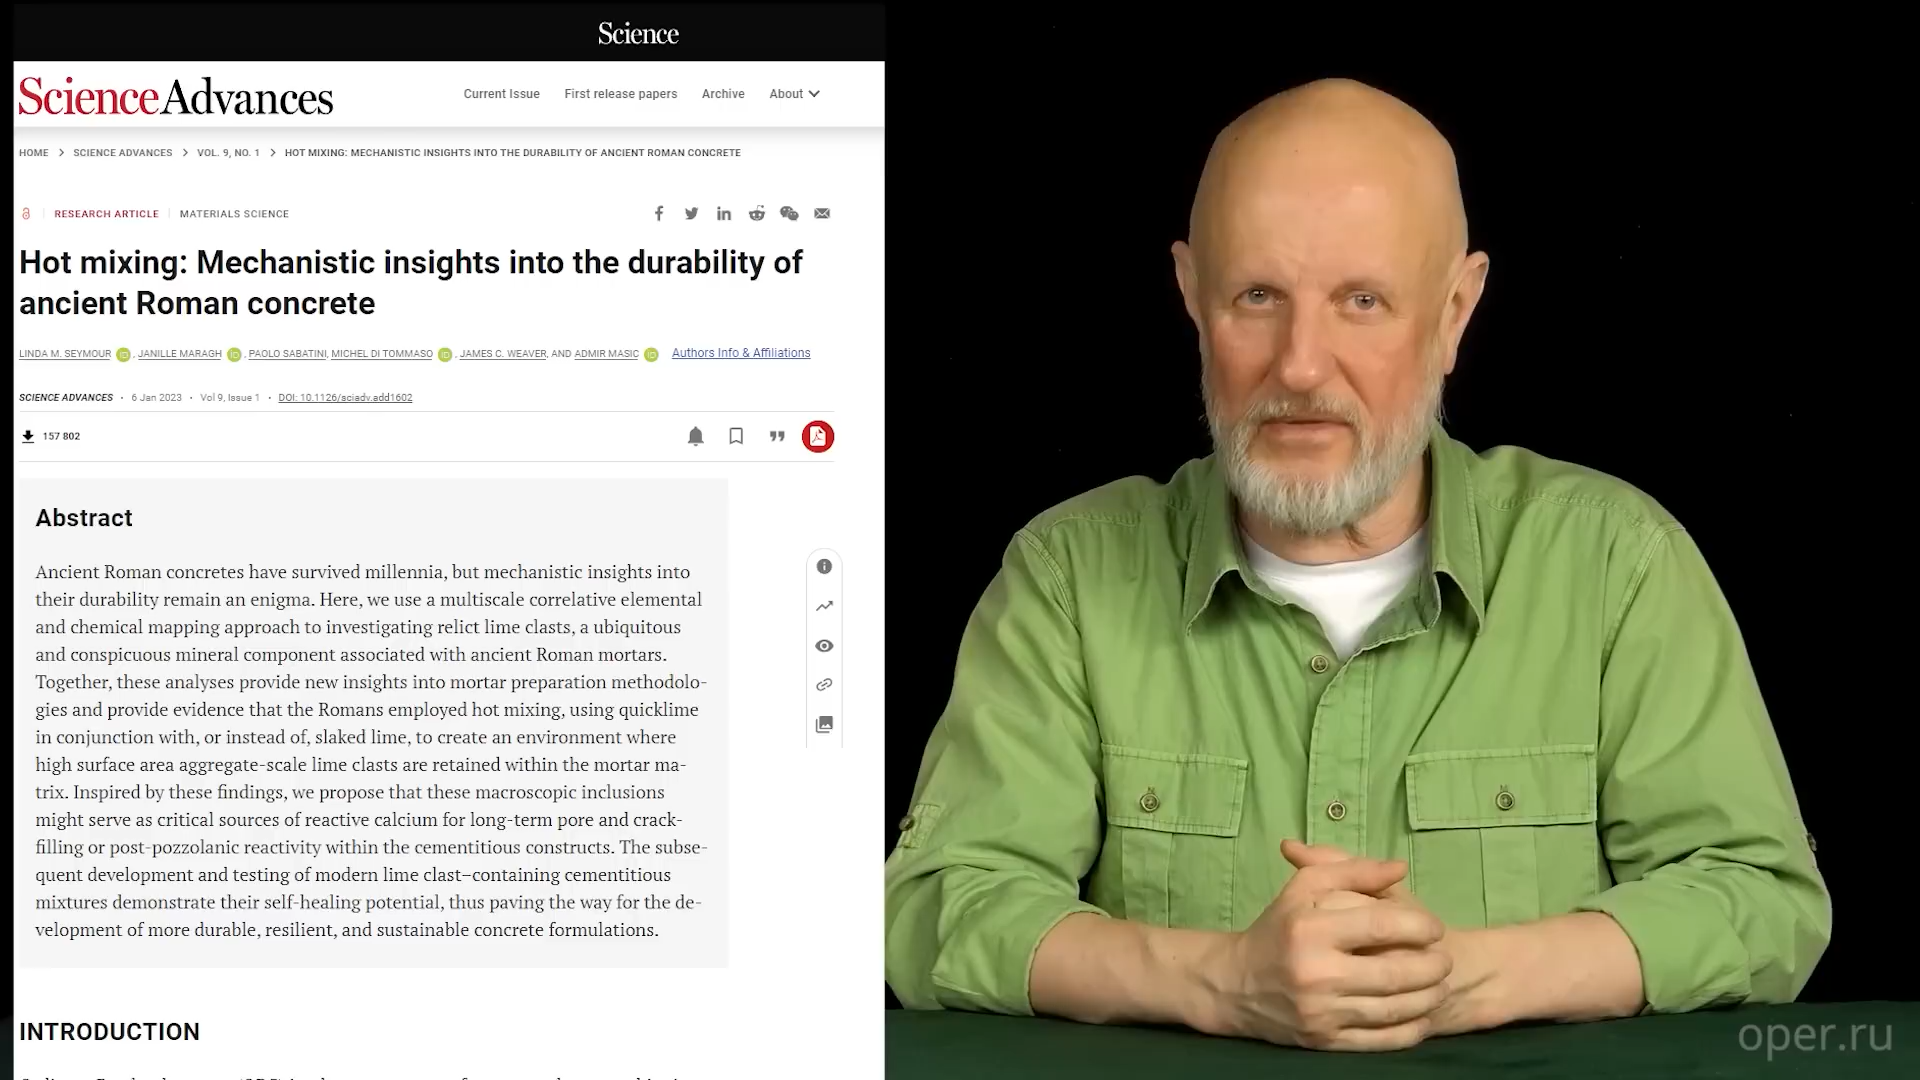 Science
Science Advances
Current Issue First release papers Archive About
HOME > SCIENCE ADVANCES > VOL. 9, NO. 1 > HOT MIXING: MECHANISTIC INSIGHTS INTO THE DURABILITY OF ANCIENT ROMAN CONCRETE
RESEARCH ARTICLE | MATERIALS SCIENCE
Hot mixing: Mechanistic insights into the durability of
ancient Roman concrete
LINDA M. SEYMOUR iD, JANILLE MARAGH iD, PAOLO SABATINI, MICHEL DI TOMMASO iD, JAMES C. WEAVER, AND ADMIR MASIC iD Authors Info & Affiliations
SCIENCE ADVANCES • 6 Jan 2023 • Vol 9, Issue 1 • DOI: 10.1126/sciadv.add1602
157 802
Abstract
Ancient Roman concretes have survived millennia, but mechanistic insights into
their durability remain an enigma. Here, we use a multiscale correlative elemental
and chemical mapping approach to investigating relict lime clasts, a ubiquitous
and conspicuous mineral component associated with ancient Roman mortars.
Together, these analyses provide new insights into mortar preparation methodolo-
gies and provide evidence that the Romans employed hot mixing, using quicklime
in conjunction with, or instead of, slaked lime, to create an environment where
high surface area aggregate-scale lime clasts are retained within the mortar ma-
trix. Inspired by these findings, we propose that these macroscopic inclusions
might serve as critical sources of reactive calcium for long-term pore and crack-
filling or post-pozzolanic reactivity within the cementitious constructs. The subse-
quent development and testing of modern lime clast–containing cementitious
mixtures demonstrate their self-healing potential, thus paving the way for the de-
velopment of more durable, resilient, and sustainable concrete formulations.
INTRODUCTION
oper.ru